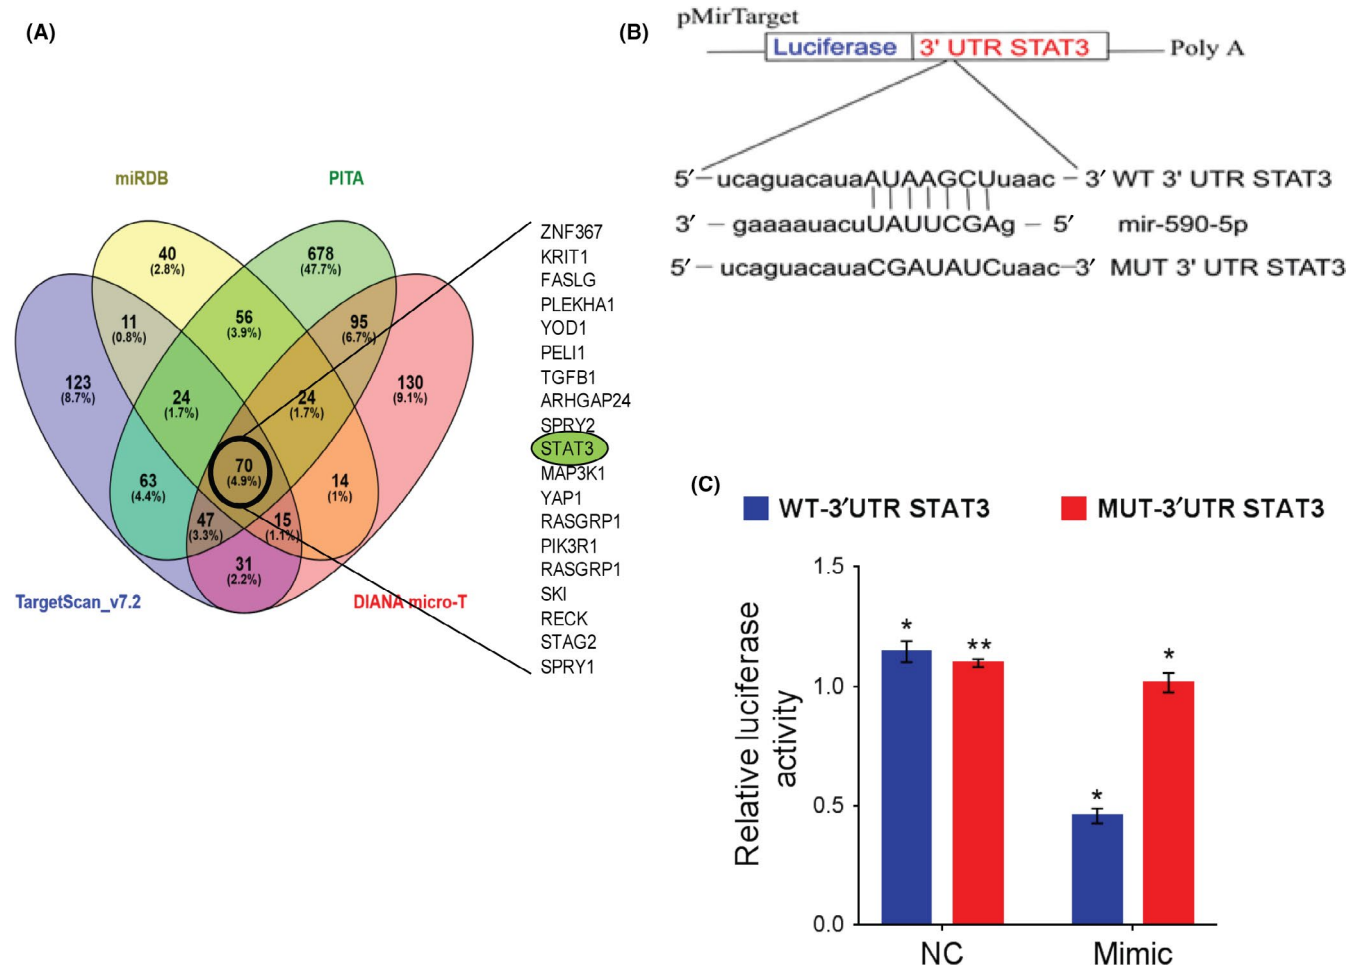 (A)
miRDB
PITA
40
(2.8%)
678
(47.7%)
11
(0.8%)
56
(3.9%)
95
(6.7%)
123
(8.7%)
24
(1.7%)
24
(1.7%)
130
(9.1%)
70
(4.9%)
63
(4.4%)
14
(1%)
47
(3.3%)
15
(1.1%)
31
(2.2%)
TargetScan_v7.2
DIANA micro-T
ZNF367
KRIT1
FASLG
PLEKHA1
YOD1
PELI1
TGFB1
ARHGAP24
SPRY2
STAT3
MAP3K1
YAP1
RASGRP1
PIK3R1
RASGRP1
SKI
RECK
STAG2
SPRY1
(B)
pMirTarget
Luciferase 3' UTR STAT3 Poly A
5′ – ucaguacauaAUAAGCUuaac – 3′ WT 3' UTR STAT3
3′ – gaaaauacuUAUUCGAg – 5′ mir-590-5p
5′ – ucaguacauaCGAUAUCuaac–3′ MUT 3' UTR STAT3
(C)
WT-3′UTR STAT3
MUT-3′UTR STAT3
Relative luciferase
activity
1.5
1.0
0.5
0.0
*
**
*
*
NC
Mimic